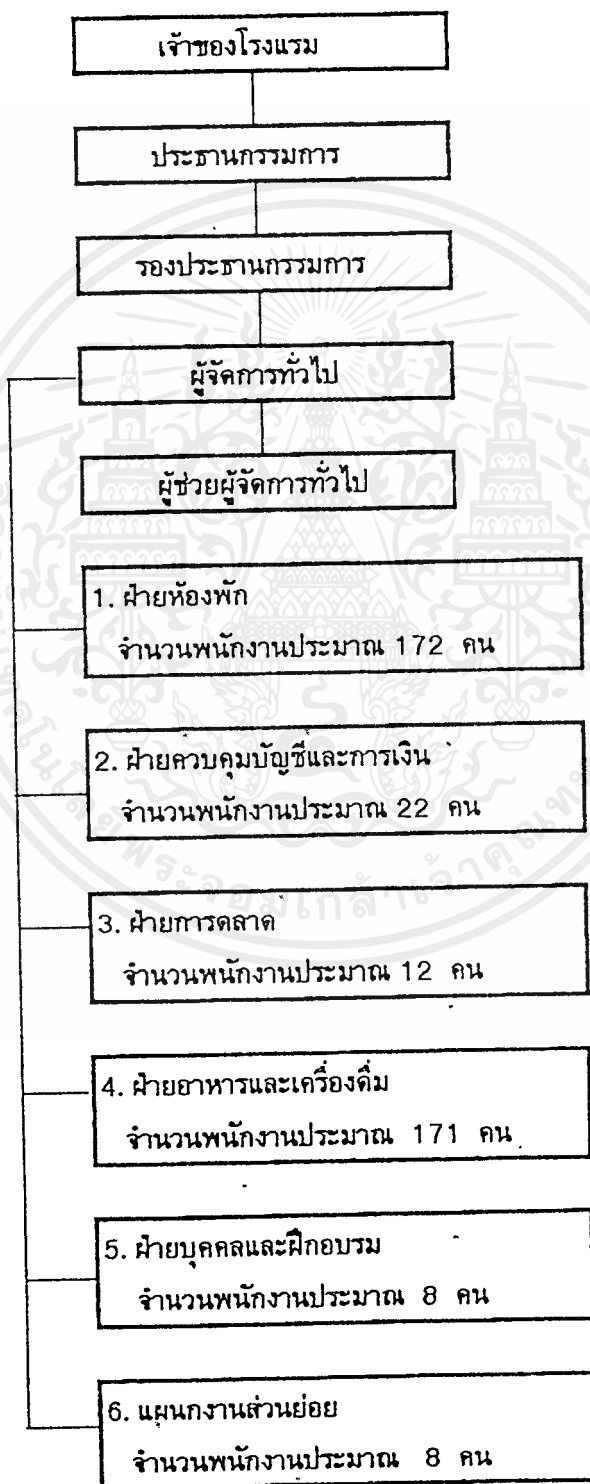 เจ้าของโรงแรม
ประธานกรรมการ
รองประธานกรรมการ
ผู้จัดการทั่วไป
ผู้ช่วยผู้จัดการทั่วไป
1. ฝ่ายห้องพัก
จำนวนพนักงานประมาณ 172 คน
2. ฝ่ายควบคุมบัญชีและการเงิน
จำนวนพนักงานประมาณ 22 คน
3. ฝ่ายการตลาด
จำนวนพนักงานประมาณ 12 คน
4. ฝ่ายอาหารและเครื่องดื่ม
จำนวนพนักงานประมาณ 171 คน
5. ฝ่ายบุคคลและฝึกอบรม
จำนวนพนักงานประมาณ 8 คน
6. แผนกงานส่วนย่อย
จำนวนพนักงานประมาณ 8 คน